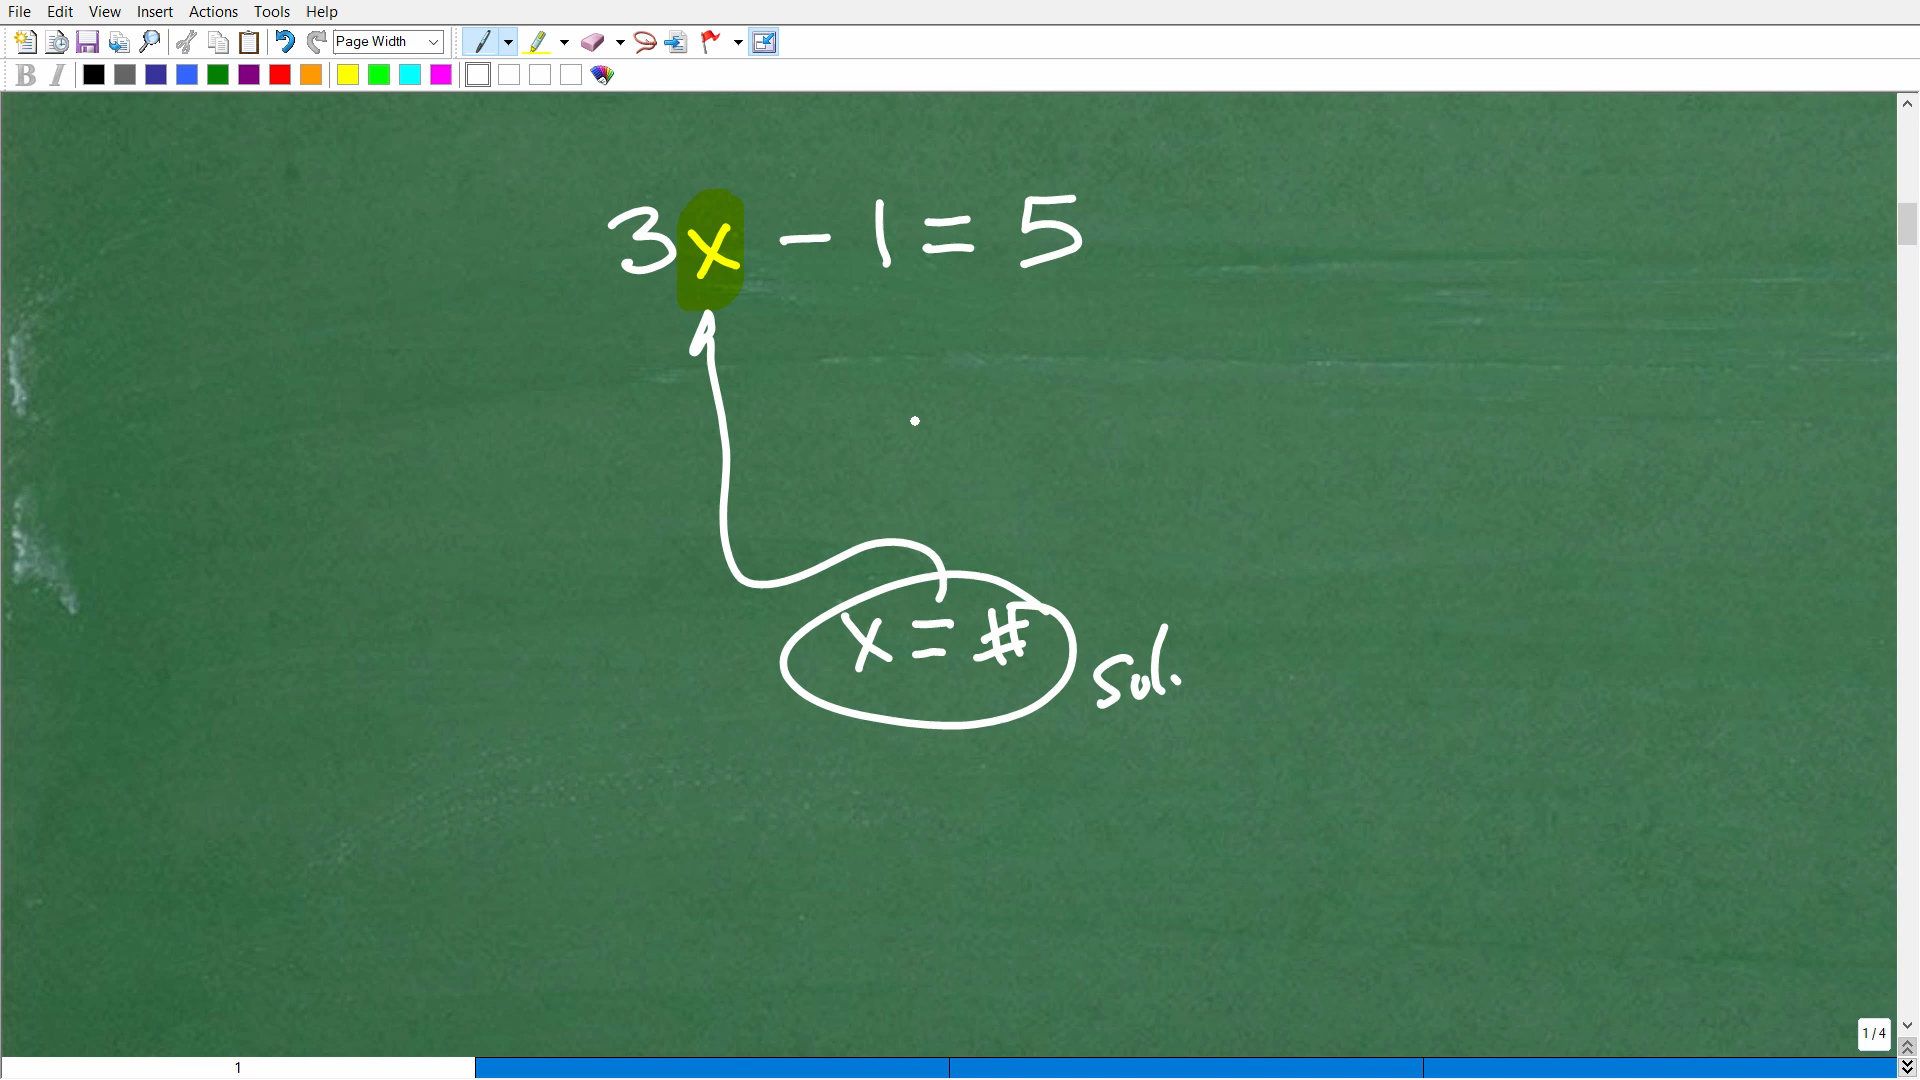 File Edit View Insert Actions Tools Help
Page Width
B I
3x - 1 = 5
x = #
sol.
1 / 4
1